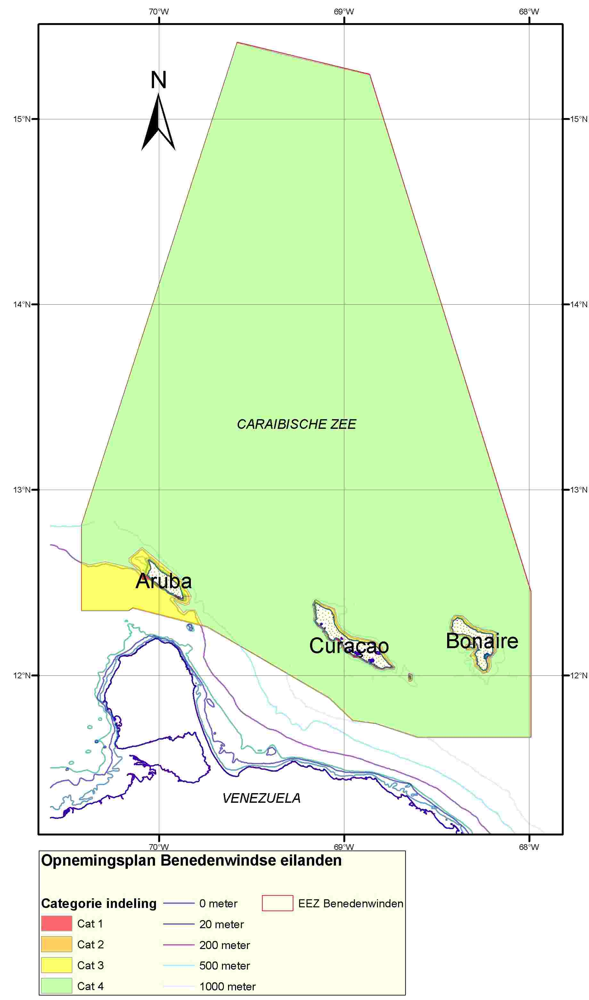 70°W 69°W 68°W
N
15°N 15°N
14°N 14°N
CARAIBISCHE ZEE
13°N 13°N
Aruba
Curaçao
Bonaire
12°N 12°N
VENEZUELA
70°W 69°W 68°W
Opnemingsplan Benedenwindse eilanden
Categorie indeling
Cat 1
Cat 2
Cat 3
Cat 4
0 meter
20 meter
200 meter
500 meter
1000 meter
EEZ Benedenwinden